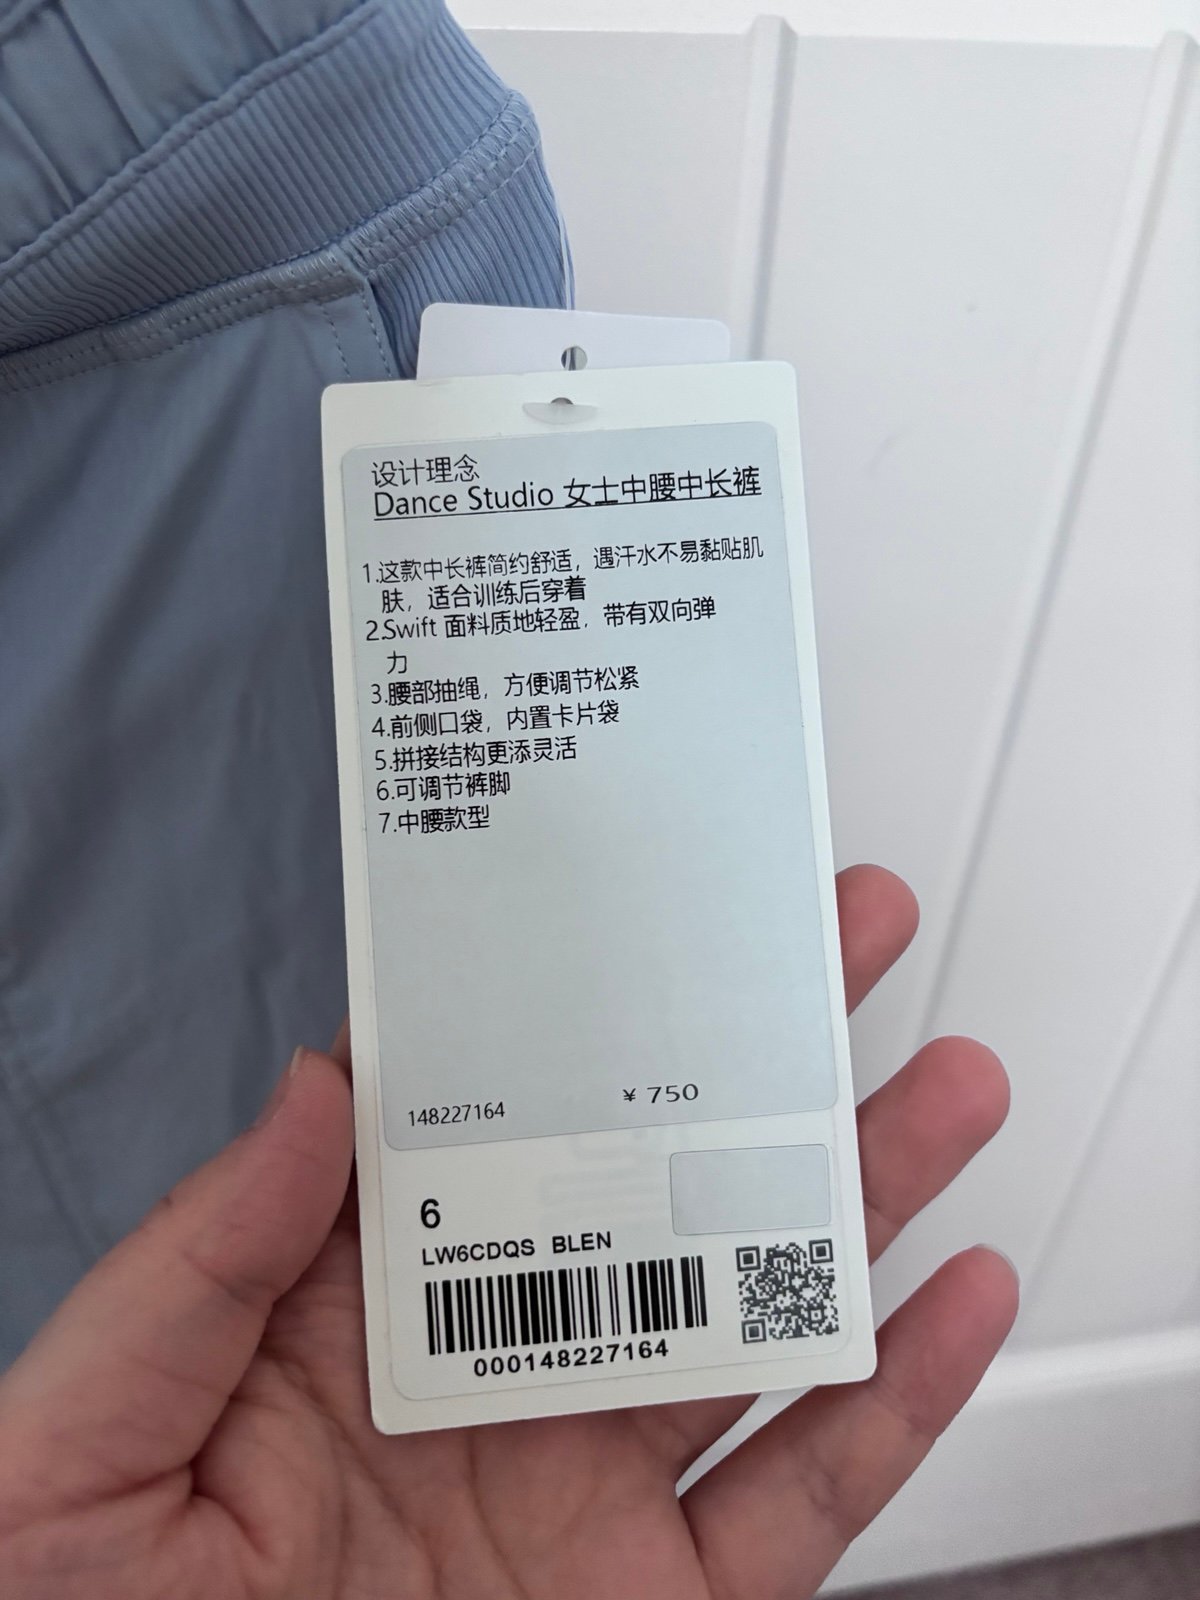 设计理念
Dance Studio 女士中腰中长裤
1.这款中长裤简约舒适，遇汗水不易黏贴肌
肤，适合训练后穿着
2.Swift 面料质地轻盈，带有双向弹
力
3.腰部抽绳，方便调节松紧
4.前侧口袋，内置卡片袋
5.拼接结构更添灵活
6.可调节裤脚
7.中腰款型
148227164 ¥ 750
6
LW6CDQS BLEN
000148227164